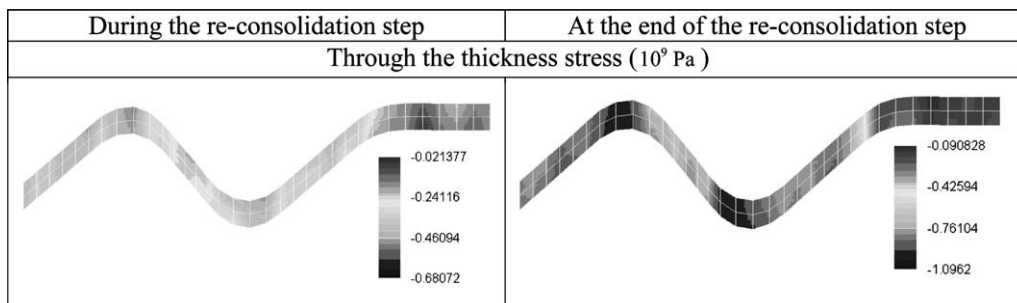 During the re-consolidation step
At the end of the re-consolidation step
Through the thickness stress (10⁹ Pa)
-0.021377
-0.24116
-0.46094
-0.68072
-0.090828
-0.42594
-0.76104
-1.0962